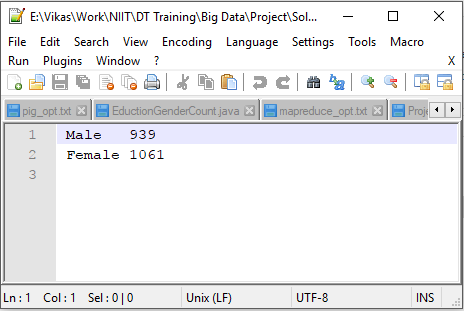 E:\Vikas\Work\NIIT\DT Training\Big Data\Project\Sol...
File Edit Search View Encoding Language Settings Tools Macro
Run Plugins Window ? X
pig_opt.txt EductionGenderCount.java mapreduce_opt.txt Proj
1 Male 939
2 Female 1061
3
Ln : 1 Col : 1 Sel : 0 | 0 Unix (LF) UTF-8 INS